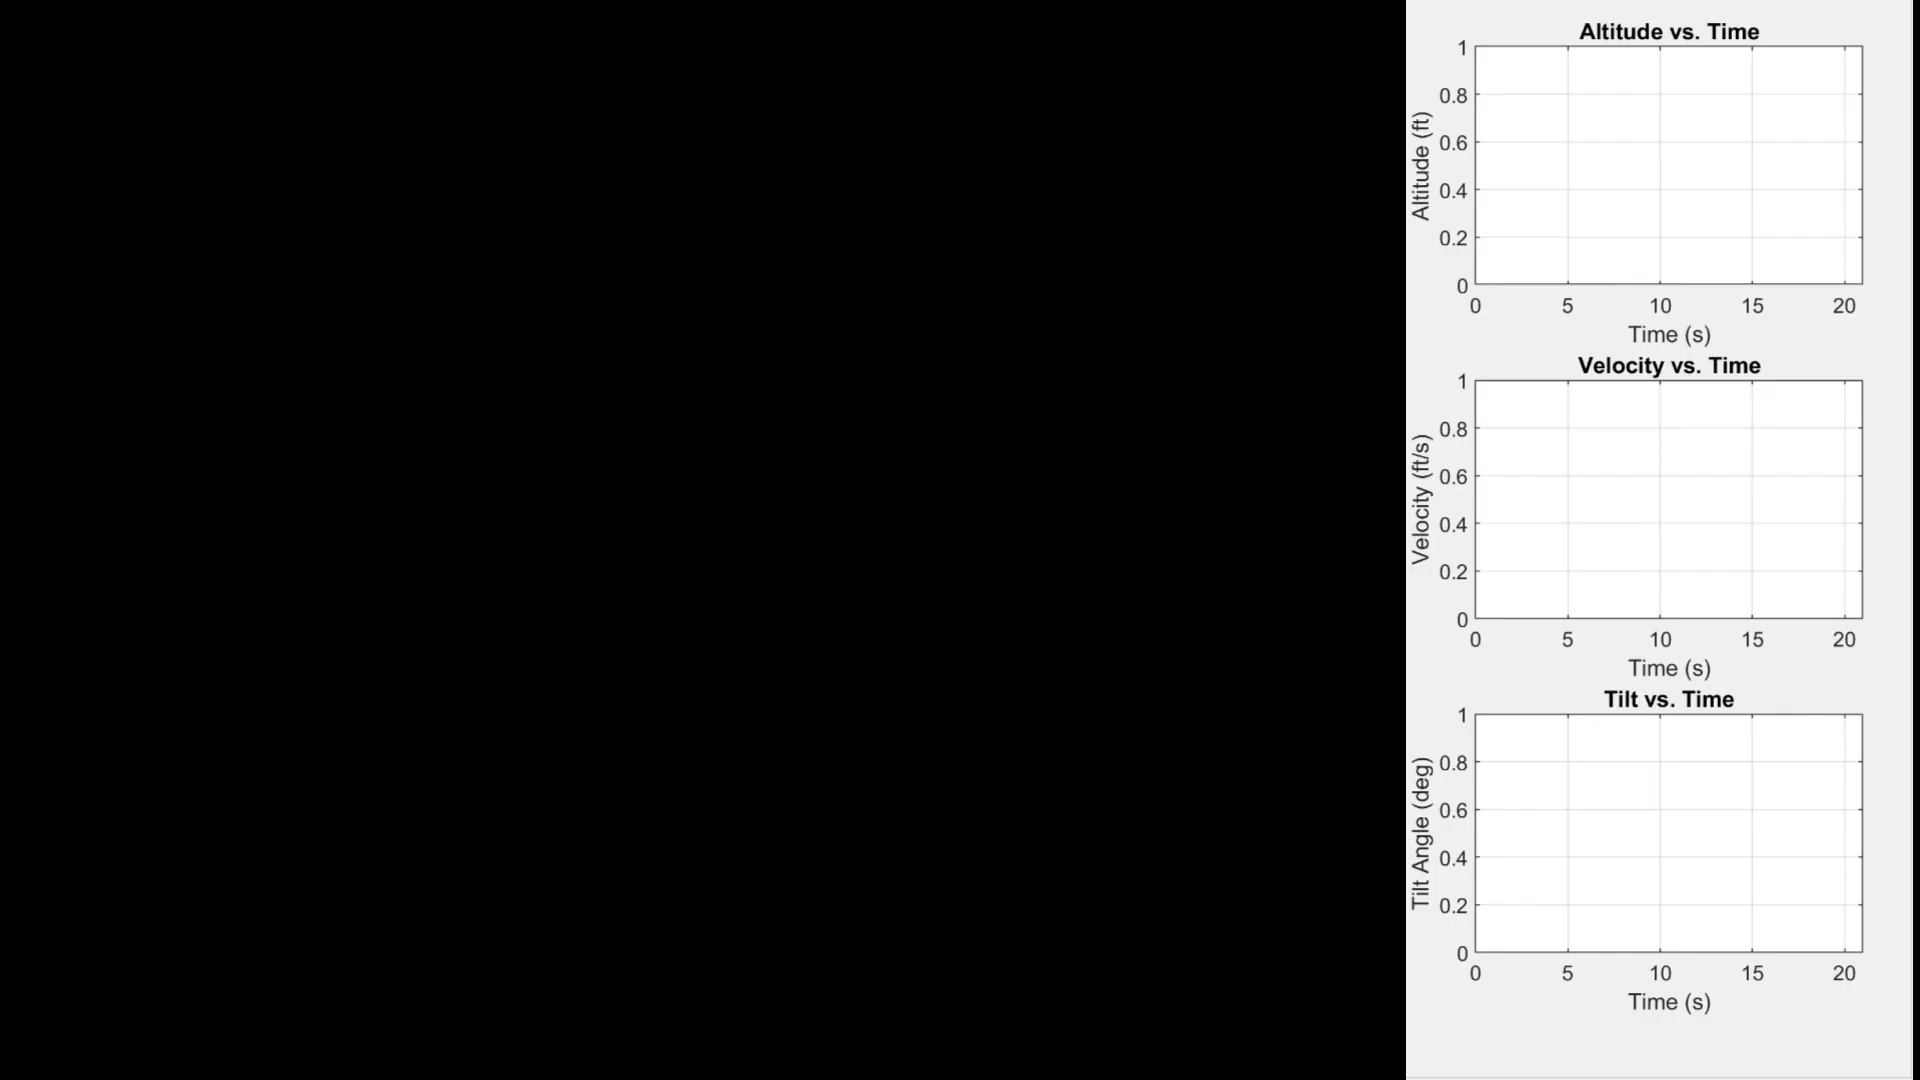 Altitude vs. Time
1
0.8
0.6
0.4
0.2
0
Altitude (ft)
0 5 10 15 20
Time (s)
Velocity vs. Time
1
0.8
0.6
0.4
0.2
0
Velocity (ft/s)
0 5 10 15 20
Time (s)
Tilt vs. Time
1
0.8
0.6
0.4
0.2
0
Tilt Angle (deg)
0 5 10 15 20
Time (s)